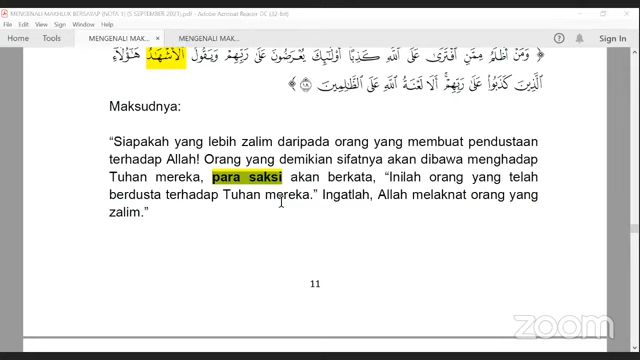 MENGENALI MAKHLUK BERSAYAP (NOTA 1) (5 SEPTEMBER 2021).pdf - Adobe Acrobat Reader DC (32-bit)
File Edit View Sign Window Help
Home Tools MENGENALI MAK... × MENGENALI MAK... Sign In
﴿ وَمَنْ أَظْلَمُ مِمَّنِ افْتَرَىٰ عَلَى اللَّهِ كَذِبًا أُولَٰئِكَ يُعْرَضُونَ عَلَىٰ رَبِّهِمْ وَيَقُولُ الْأَشْهَادُ هَٰؤُلَاءِ
الَّذِينَ كَذَبُوا عَلَىٰ رَبِّهِمْ ۚ أَلَا لَعْنَةُ اللَّهِ عَلَى الظَّالِمِينَ ١٨ ﴾
Maksudnya:
“Siapakah yang lebih zalim daripada orang yang membuat pendustaan
terhadap Allah! Orang yang demikian sifatnya akan dibawa menghadap
Tuhan mereka, para saksi akan berkata, “Inilah orang yang telah
berdusta terhadap Tuhan mereka.” Ingatlah, Allah melaknat orang yang
zalim.”
11
zoom